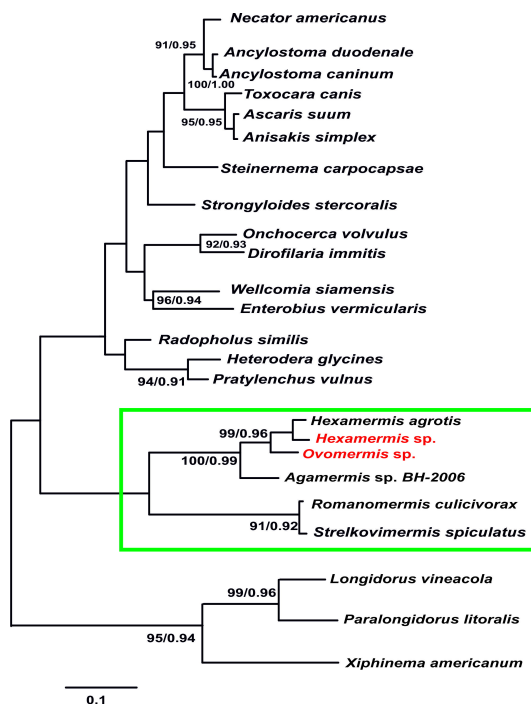 Necator americanus
91/0.95
Ancylostoma duodenale
Ancylostoma caninum
100/1.00
Toxocara canis
Ascaris suum
95/0.95
Anisakis simplex
Steinernema carpocapsae
Strongyloides stercoralis
Onchocerca volvulus
92/0.93
Dirofilaria immitis
Wellcomia siamensis
96/0.94
Enterobius vermicularis
Radopholus similis
Heterodera glycines
94/0.91
Pratylenchus vulnus
Hexamermis agrotis
99/0.96
Hexamermis sp.
Ovomermis sp.
100/0.99
Agamermis sp. BH-2006
Romanomermis culicivorax
91/0.92
Strelkovimermis spiculatus
Longidorus vineacola
99/0.96
Paralongidorus litoralis
95/0.94
Xiphinema americanum
0.1